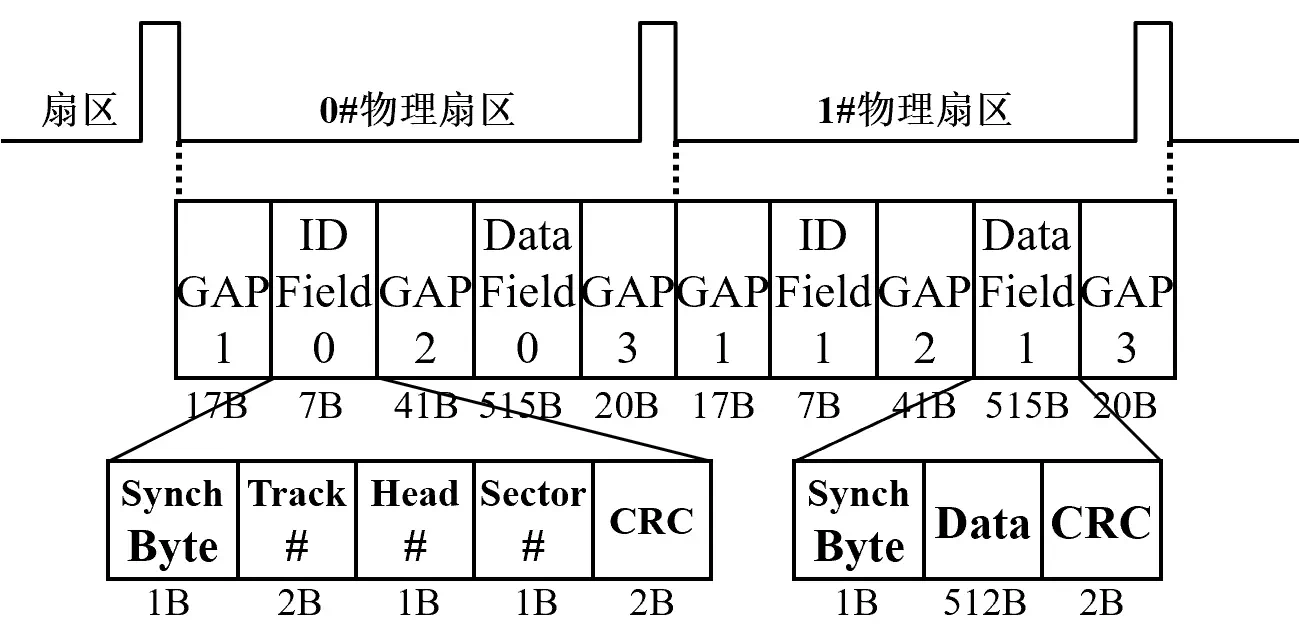 扇区 0#物理扇区 1#物理扇区
ID Data ID Data
GAP Field GAP Field GAP GAP Field GAP Field GAP
1 0 2 0 3 1 1 2 1 3
17B 7B 41B 515B 20B 17B 7B 41B 515B 20B
Synch Track Head Sector CRC Synch Data CRC
Byte # # # Byte
1B 2B 1B 1B 2B 1B 512B 2B